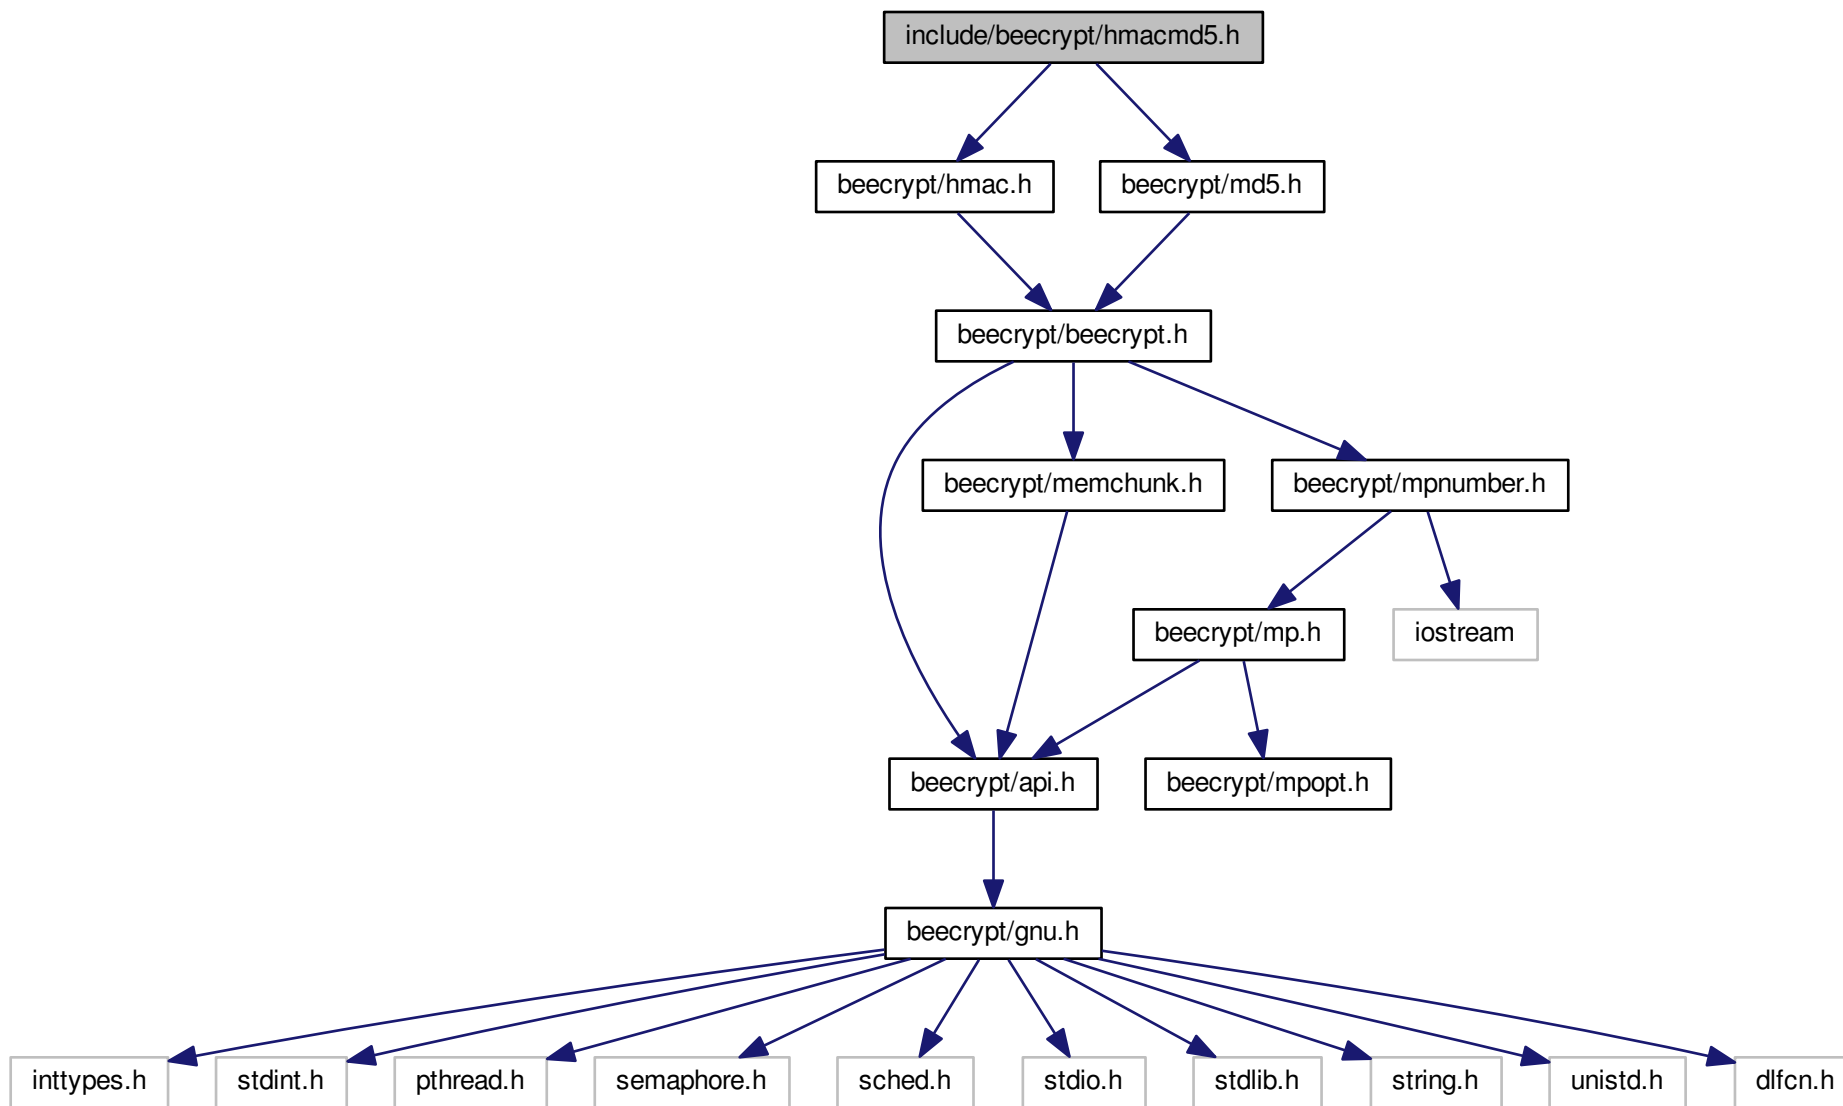 include/beecrypt/hmacmd5.h
beecrypt/hmac.h
beecrypt/md5.h
beecrypt/beecrypt.h
beecrypt/memchunk.h
beecrypt/mpnumber.h
beecrypt/mp.h
iostream
beecrypt/api.h
beecrypt/mpopt.h
beecrypt/gnu.h
inttypes.h
stdint.h
pthread.h
semaphore.h
sched.h
stdio.h
stdlib.h
string.h
unistd.h
dlfcn.h